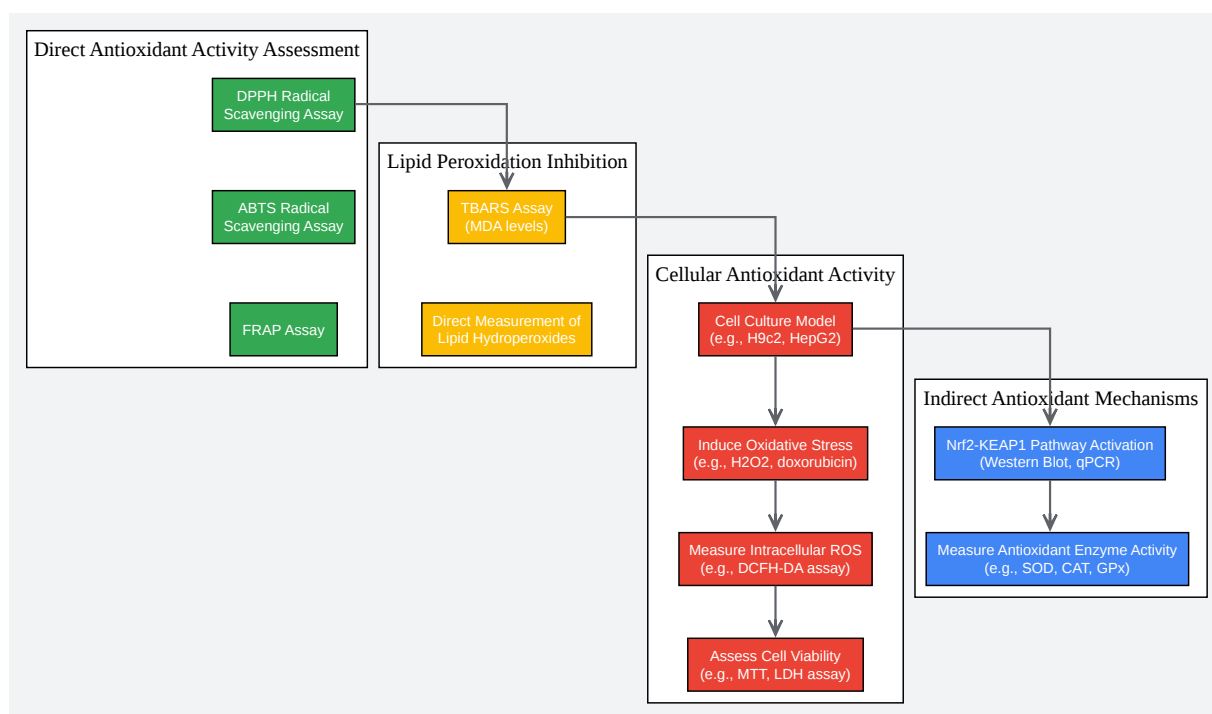 Direct Antioxidant Activity Assessment
DPPH Radical
Scavenging Assay
ABTS Radical
Scavenging Assay
FRAP Assay
Lipid Peroxidation Inhibition
TBARS Assay
(MDA levels)
Direct Measurement of
Lipid Hydroperoxides
Cellular Antioxidant Activity
Cell Culture Model
(e.g., H9c2, HepG2)
Induce Oxidative Stress
(e.g., H2O2, doxorubicin)
Measure Intracellular ROS
(e.g., DCFH-DA assay)
Assess Cell Viability
(e.g., MTT, LDH assay)
Indirect Antioxidant Mechanisms
Nrf2-KEAP1 Pathway Activation
(Western Blot, qPCR)
Measure Antioxidant Enzyme Activity
(e.g., SOD, CAT, GPx)